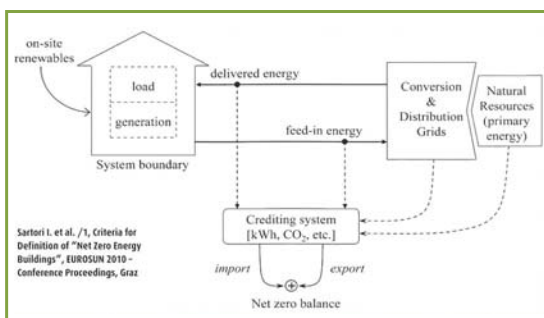 on-site
renewables
load
generation
System boundary
delivered energy
feed-in energy
Conversion
&
Distribution
Grids
Natural
Resources
(primary
energy)
Sartori I. et al. /1, Criteria for
Definition of "Net Zero Energy
Buildings", EUROSUN 2010 –
Conference Proceedings, Graz
Crediting system
[kWh, CO₂, etc.]
import
export
Net zero balance